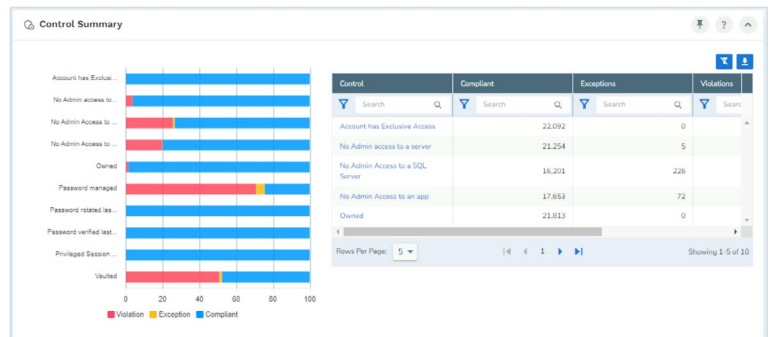 Control Summary
?
Account has Exclusi...
No Admin access to...
No Admin Access to ...
No Admin Access to ...
Owned
Password managed
Password rotated las...
Password verified last...
Privileged Session ...
Vaulted
0 20 40 60 80 100
Violation Exception Compliant
Control Compliant Exceptions Violations
Search Search Search Searc
Account has Exclusive Access 22,092 0
No Admin access to a server 21,254 5
No Admin Access to a SQL
Server 16,201 226
No Admin Access to an app 17,653 72
Owned 21,813 0
Rows Per Page: 5 1 Showing 1-5 of 10